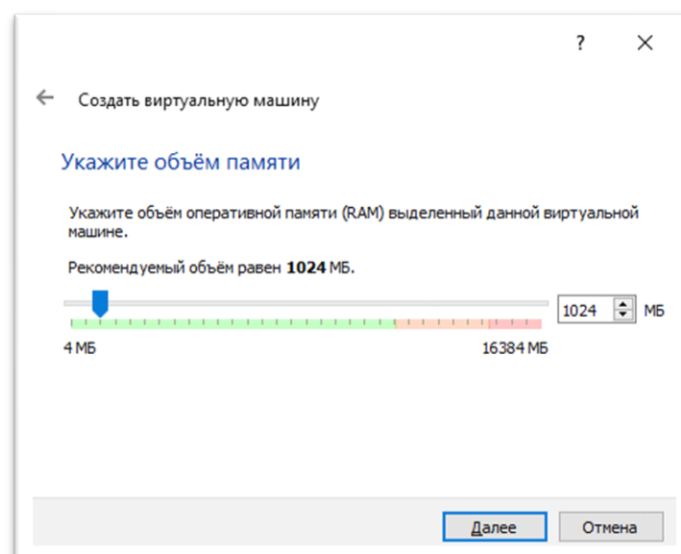 ?
Создать виртуальную машину
Укажите объём памяти
Укажите объём оперативной памяти (RAM) выделенный данной виртуальной
машине.
Рекомендуемый объём равен 1024 МБ.
1024 МБ
4 МБ 16384 МБ
Далее Отмена